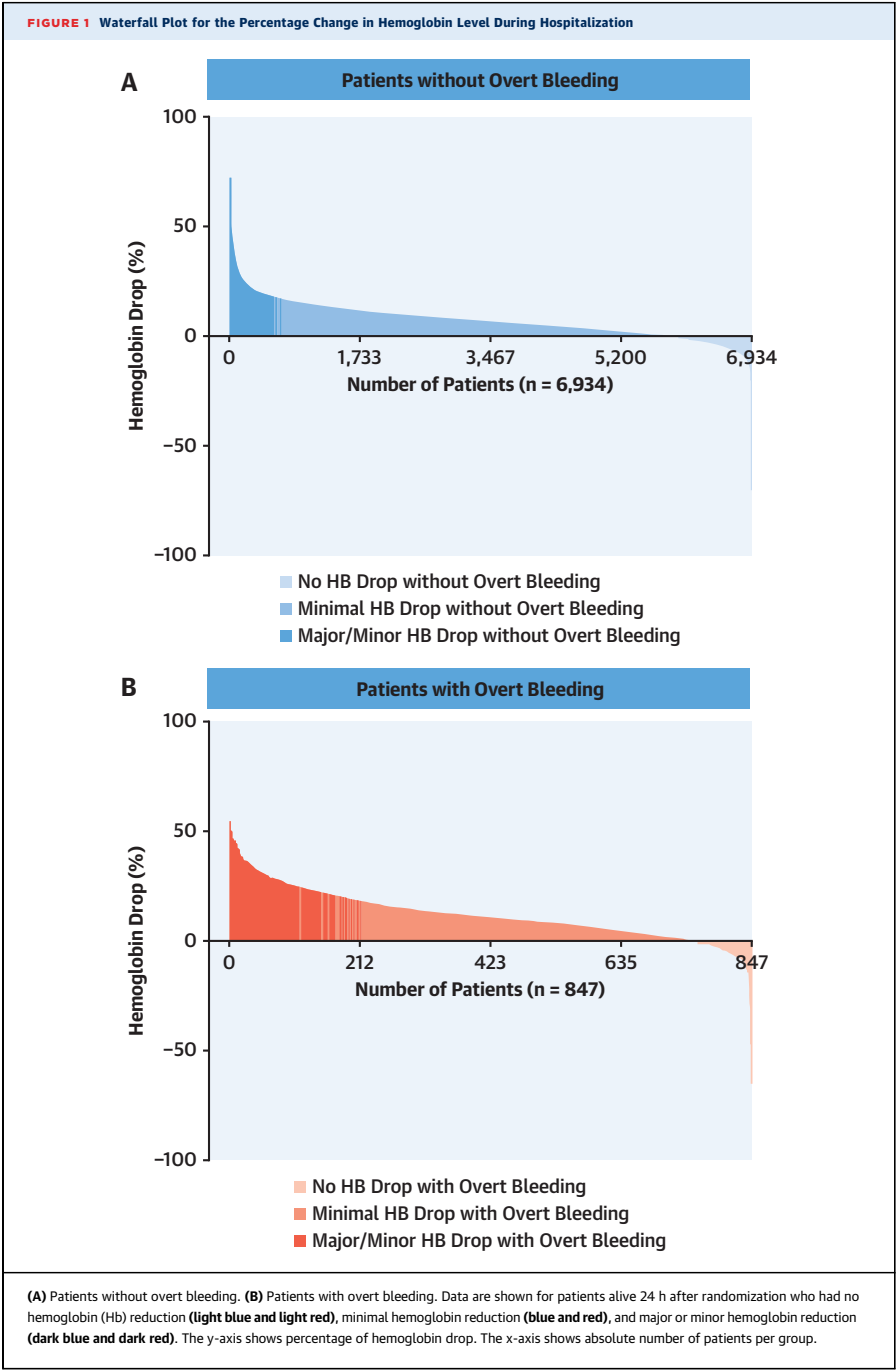 FIGURE 1 Waterfall Plot for the Percentage Change in Hemoglobin Level During Hospitalization
A
Patients without Overt Bleeding
100
50
0
−50
−100
Hemoglobin Drop (%)
0 1,733 3,467 5,200 6,934
Number of Patients (n = 6,934)
No HB Drop without Overt Bleeding
Minimal HB Drop without Overt Bleeding
Major/Minor HB Drop without Overt Bleeding
B
Patients with Overt Bleeding
100
50
0
−50
−100
Hemoglobin Drop (%)
0 212 423 635 847
Number of Patients (n = 847)
No HB Drop with Overt Bleeding
Minimal HB Drop with Overt Bleeding
Major/Minor HB Drop with Overt Bleeding
(A) Patients without overt bleeding. (B) Patients with overt bleeding. Data are shown for patients alive 24 h after randomization who had no
hemoglobin (Hb) reduction (light blue and light red), minimal hemoglobin reduction (blue and red), and major or minor hemoglobin reduction
(dark blue and dark red). The y-axis shows percentage of hemoglobin drop. The x-axis shows absolute number of patients per group.